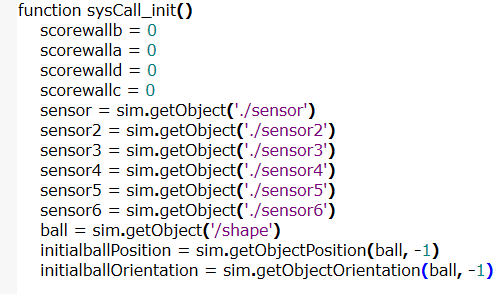 function sysCall_init()
scorewallb = 0
scorewalla = 0
scorewalld = 0
scorewallc = 0
sensor = sim.getObject('./sensor')
sensor2 = sim.getObject('./sensor2')
sensor3 = sim.getObject('./sensor3')
sensor4 = sim.getObject('./sensor4')
sensor5 = sim.getObject('./sensor5')
sensor6 = sim.getObject('./sensor6')
ball = sim.getObject('/shape')
initialballPosition = sim.getObjectPosition(ball, -1)
initialballOrientation = sim.getObjectOrientation(ball, -1)